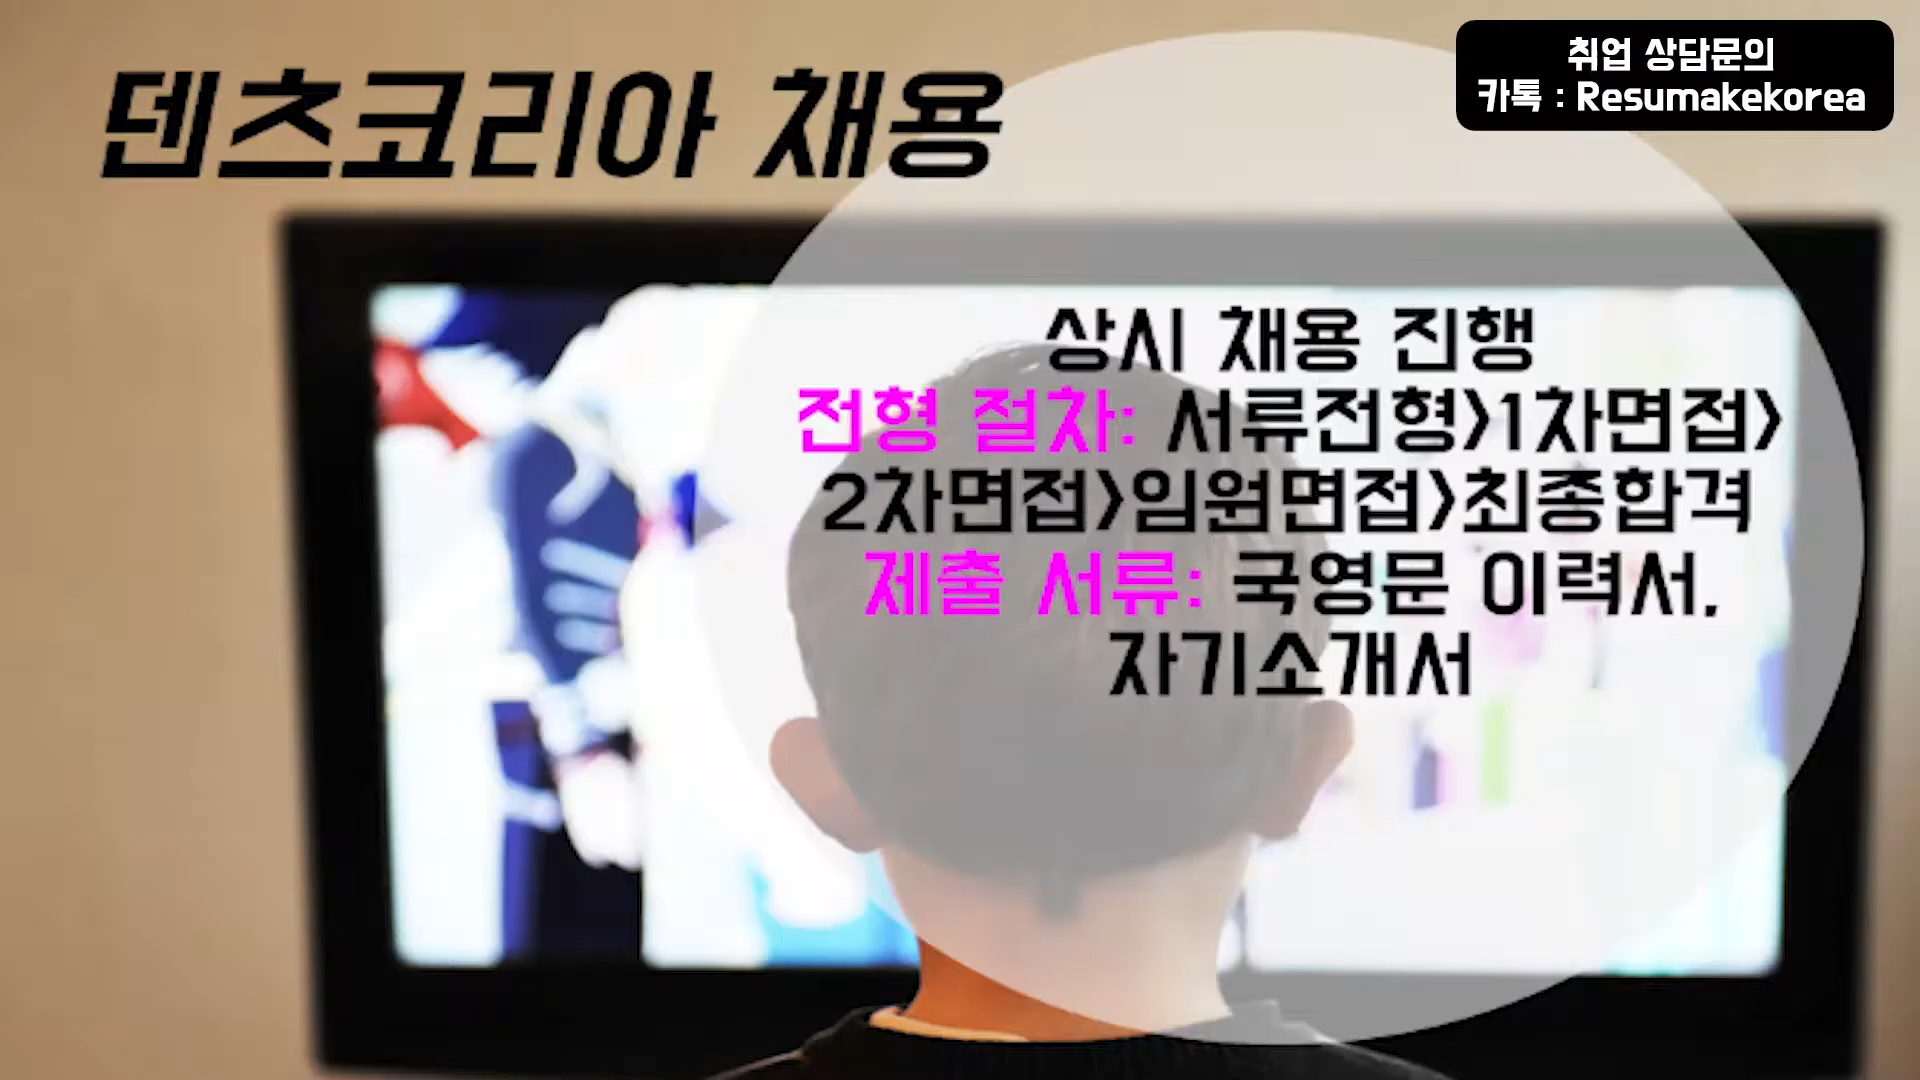 덴츠코리아 채용
취업 상담문의
카톡 : Resumakekorea
상시 채용 진행
전형 절차: 서류전형>1차면접>
2차면접>임원면접>최종합격
제출 서류: 국영문 이력서,
자기소개서